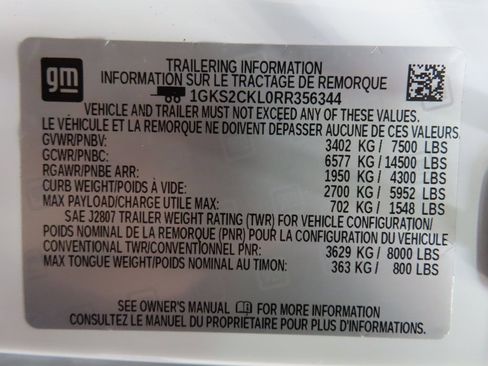 gm
TRAILERING INFORMATION
INFORMATION SUR LE TRACTAGE DE REMORQUE
1GKS2CKL0RR356344
VEHICLE AND TRAILER MUST NOT EXCEED ANY OF THESE VALUES.
LE VÉHICULE ET LA REMORQUE NE DOIVENT DÉPASSER AUCUNE DE CES VALEURS.
GVWR/PNBV: 3402 KG/ 7500 LBS
GCWR/PNBC: 6577 KG/ 14500 LBS
RGAWR/PNBE ARR: 1950 KG/ 4300 LBS
CURB WEIGHT/POIDS À VIDE: 2700 KG/ 5952 LBS
MAX PAYLOAD/CHARGE UTILE MAX: 702 KG/ 1548 LBS
SAE J2807 TRAILER WEIGHT RATING (TWR) FOR VEHICLE CONFIGURATION/
POIDS NOMINAL DE LA REMORQUE (PNR) POUR LA CONFIGURATION DU VÉHICULE
CONVENTIONAL TWR/CONVENTIONNEL PNR: 3629 KG/ 8000 LBS
MAX TONGUE WEIGHT/POIDS NOMINAL AU TIMON: 363 KG/ 800 LBS
SEE OWNER'S MANUAL FOR MORE INFORMATION
CONSULTEZ LE MANUEL DU PROPRIÉTAIRE POUR PLUS D'INFORMATION